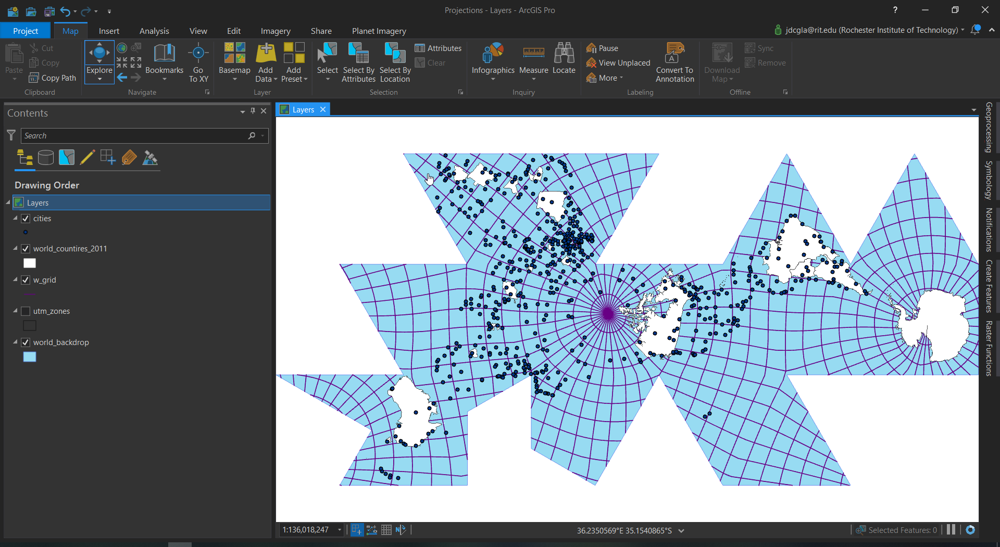 Projections - Layers - ArcGIS Pro
?
Project
Map
Insert
Analysis
View
Edit
Imagery
Share
Planet Imagery
jdcgla@rit.edu (Rochester Institute of Technology)
Paste
Cut
Copy
Copy Path
Clipboard
Explore
Bookmarks
Go
To XY
Navigate
Basemap
Add
Data
Add
Preset
Layer
Select
Select By
Attributes
Select By
Location
Attributes
Clear
Selection
Infographics
Measure
Locate
Inquiry
Pause
View Unplaced
More
Convert To
Annotation
A
Labeling
Download
Map
Sync
Remove
Offline
Contents
Search
Drawing Order
Layers
cities
world_countires_2011
w_grid
utm_zones
world_backdrop
Layers
Geoprocessing
Symbology
Notifications
Create Features
Raster Functions
1:136,018,247
N
36.2350569°E 35.1540865°S
Selected Features: 0